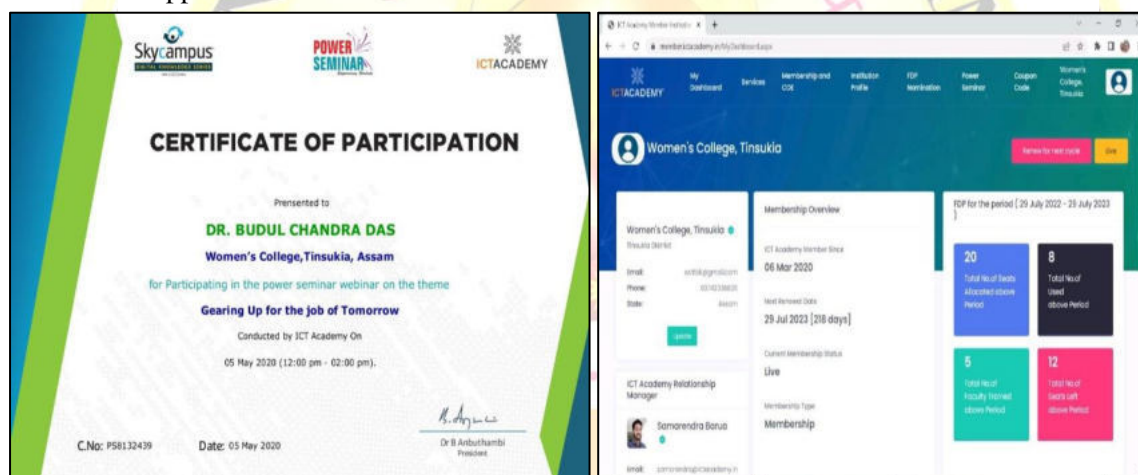 Skycampus
POWER
SEMINAR
ICTACADEMY
CERTIFICATE OF PARTICIPATION
Prensented to
DR. BUDUL CHANDRA DAS
Women's College,Tinsukia, Assam
for Participating in the power seminar webinar on the theme
Gearing Up for the job of Tomorrow
Conducted by ICT Academy On
05 May 2020 (12:00 pm - 02:00 pm).
Dr B Anbuthambi
President
C.No: PS8132439
Date: 05 May 2020
ICTACADEMY
My Dashboard
Services
Membership and COE
Institution Profile
FDP Nomination
Power Seminar
Coupon Code
Women's College, Tinsukia
Women's College, Tinsukia
Renew for next cycle
Live
Women's College, Tinsukia
Tinsukia District
Email:
Phone:
State:
Assam
Update
ICT Academy Relationship
Manager
Samarendra Barua
Email:
Membership Overview
ICT Academy Member Since
06 Mar 2020
Next Renewal Date
29 Jul 2023 [218 days]
Current Membership Status
Live
Membership Type
Membership
FDP for the period ( 29 July 2022 - 29 July 2023
)
20
Total No.of Seats
Allocated above
Period
8
Total No.of
Used
above Period
5
Total No.of
Faculty Trained
above Period
12
Total No.of
Seats Left
above Period